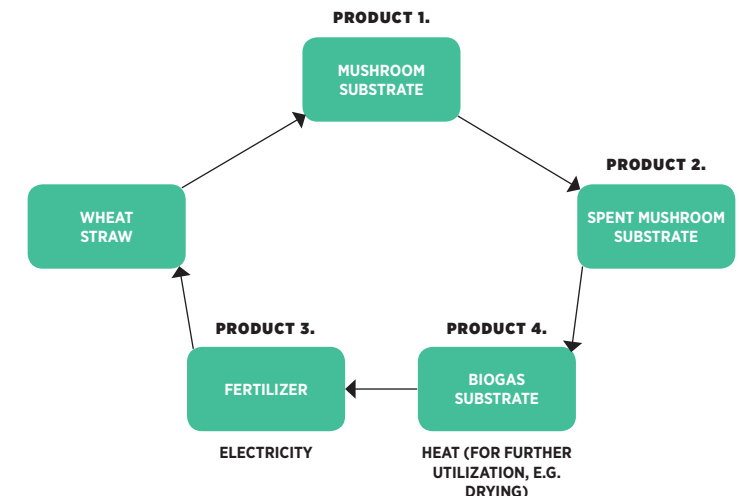 PRODUCT 1.
MUSHROOM
SUBSTRATE
PRODUCT 2.
SPENT MUSHROOM
SUBSTRATE
WHEAT
STRAW
PRODUCT 3.
FERTILIZER
ELECTRICITY
PRODUCT 4.
BIOGAS
SUBSTRATE
HEAT (FOR FURTHER
UTILIZATION, E.G.
DRYING)